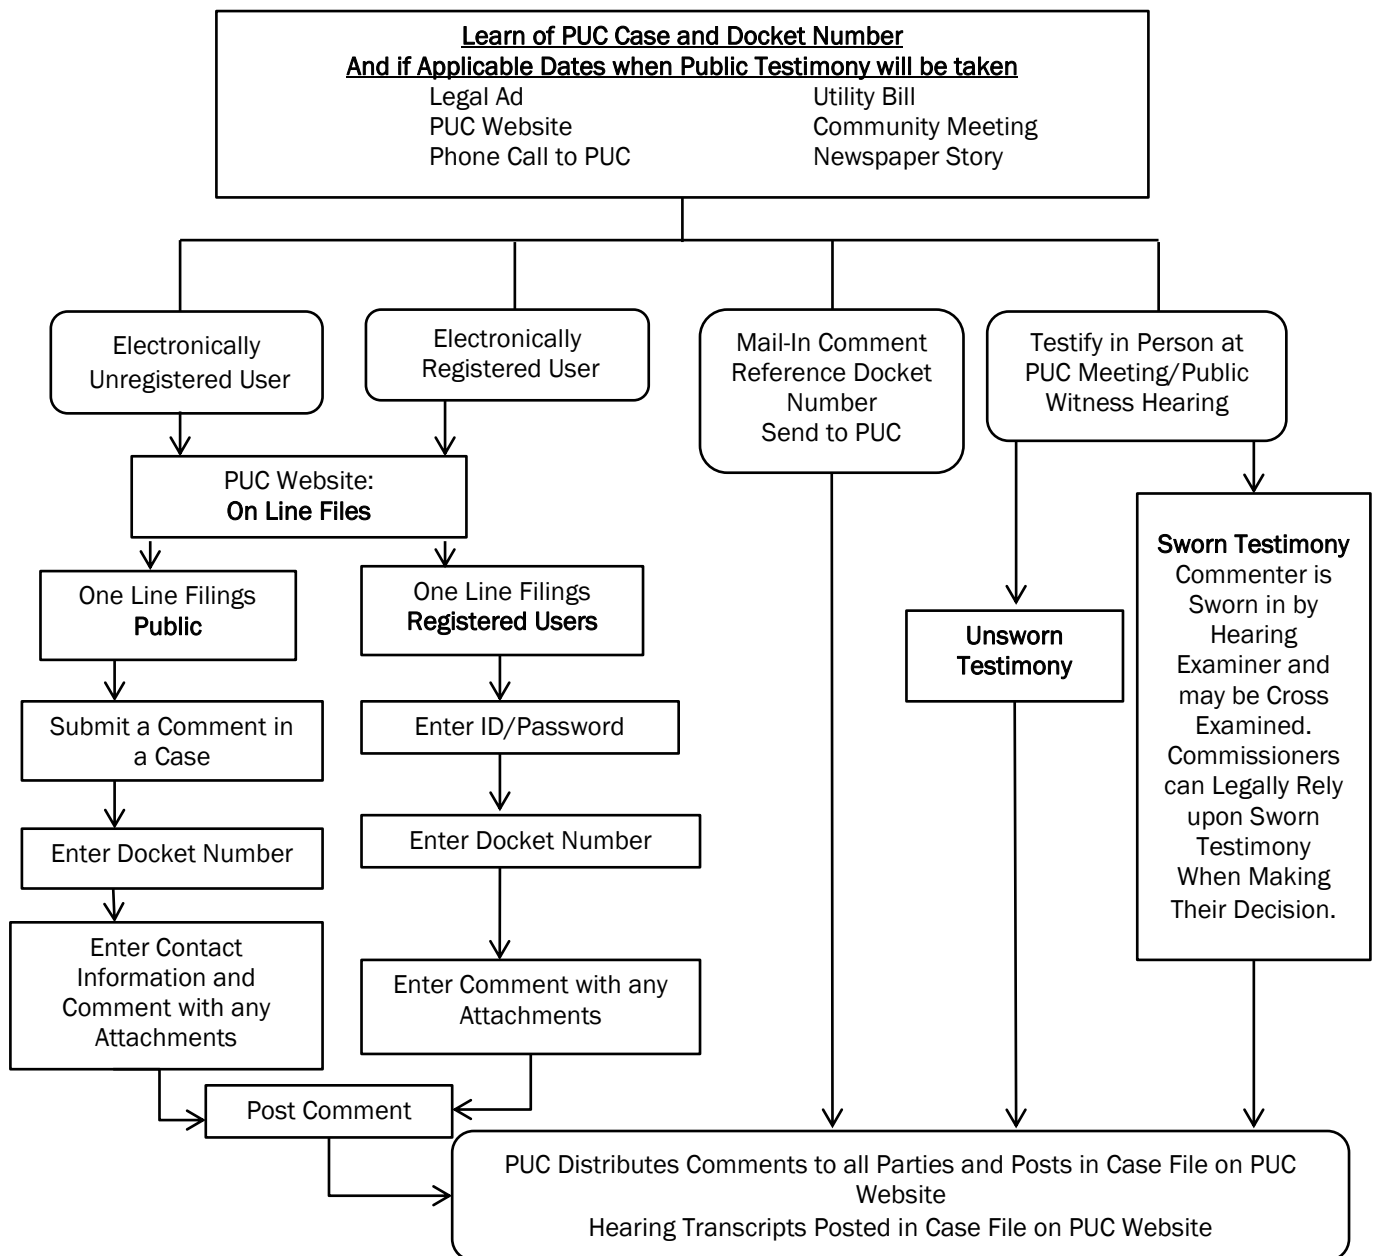 Learn of PUC Case and Docket Number
And if Applicable Dates when Public Testimony will be taken
Legal Ad
Utility Bill
PUC Website
Community Meeting
Phone Call to PUC
Newspaper Story
Electronically
Unregistered User
Electronically
Registered User
Mail-In Comment
Reference Docket
Number
Send to PUC
Testify in Person at
PUC Meeting/Public
Witness Hearing
PUC Website:
On Line Files
One Line Filings
Public
One Line Filings
Registered Users
Unsworn
Testimony
Sworn Testimony
Commenter is
Sworn in by
Hearing
Examiner and
may be Cross
Examined.
Commissioners
can Legally Rely
upon Sworn
Testimony
When Making
Their Decision.
Submit a Comment in
a Case
Enter ID/Password
Enter Docket Number
Enter Docket Number
Enter Contact
Information and
Comment with any
Attachments
Enter Comment with any
Attachments
Post Comment
PUC Distributes Comments to all Parties and Posts in Case File on PUC
Website
Hearing Transcripts Posted in Case File on PUC Website